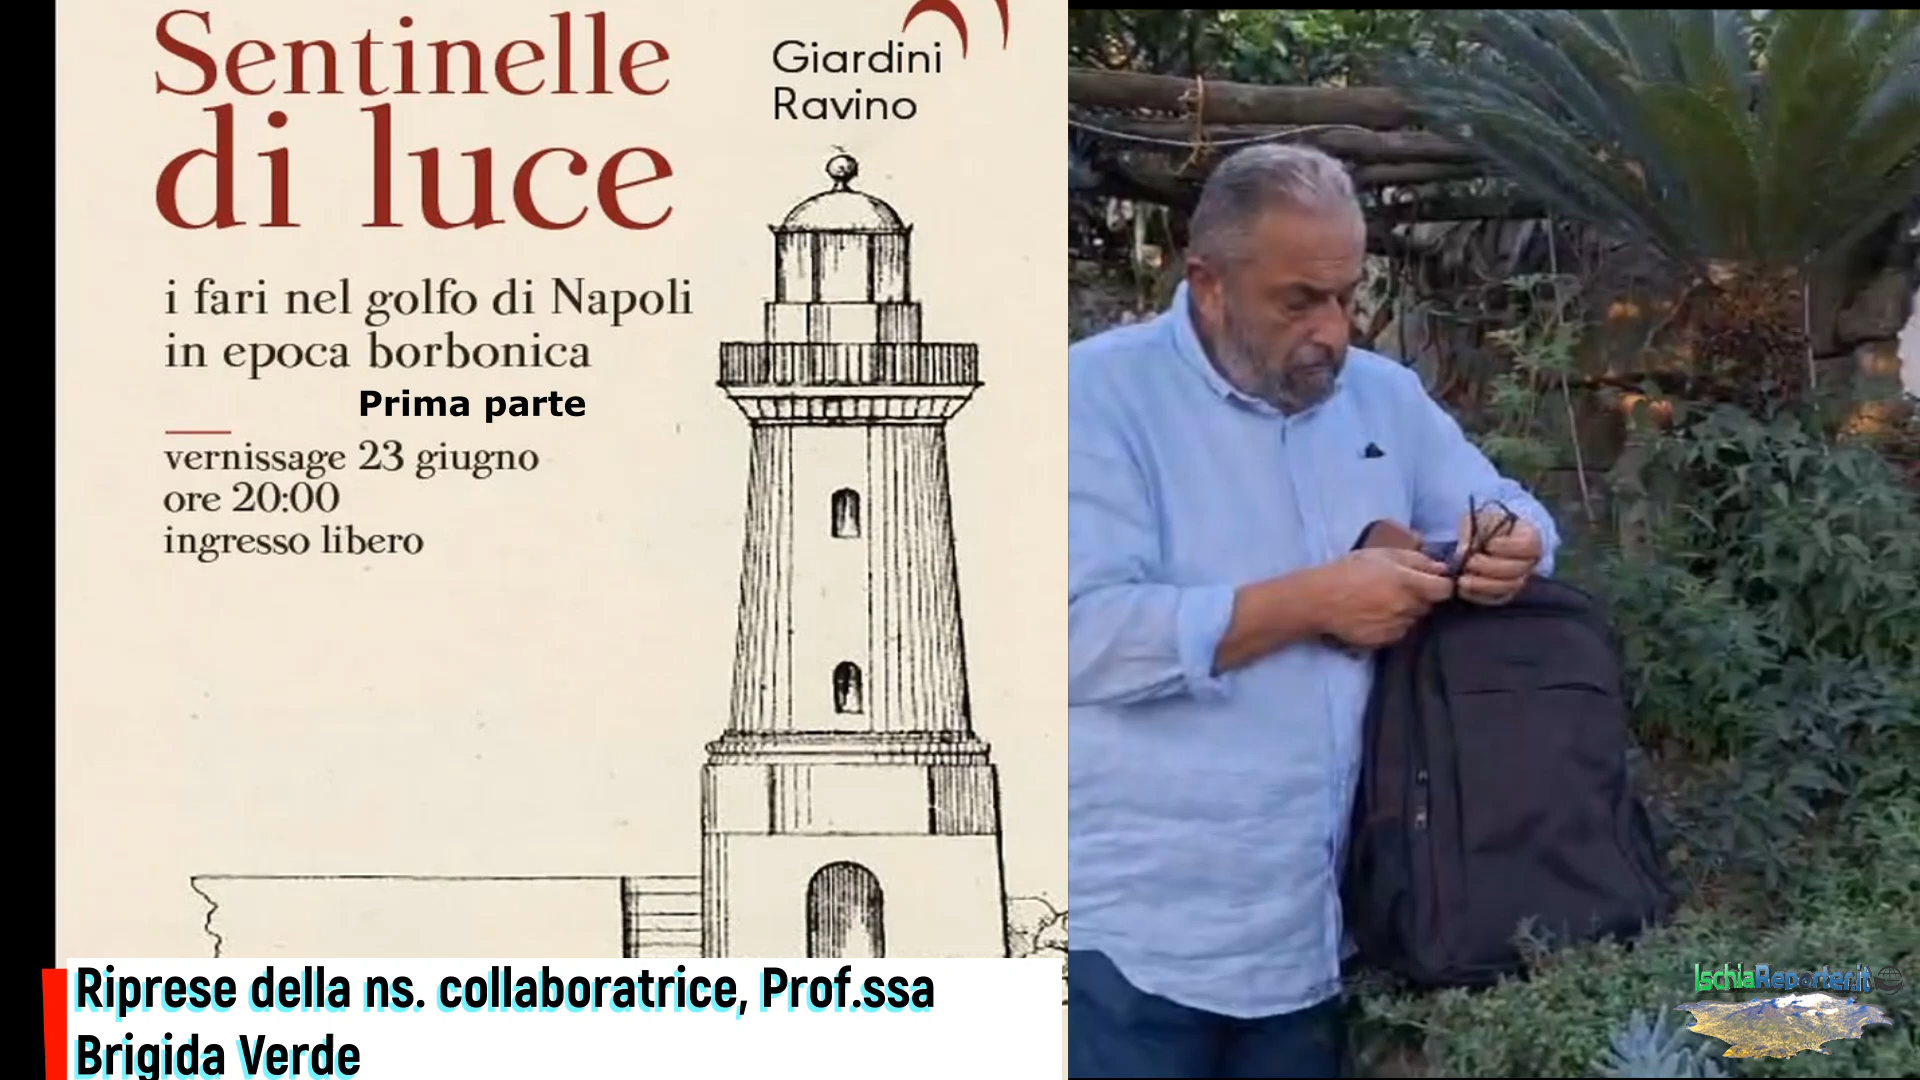 Sentinelle
di luce
Giardini
Ravino
i fari nel golfo di Napoli
in epoca borbonica
Prima parte
vernissage 23 giugno
ore 20:00
ingresso libero
Riprese della ns. collaboratrice, Prof.ssa
Brigida Verde
IschiaReporter.it